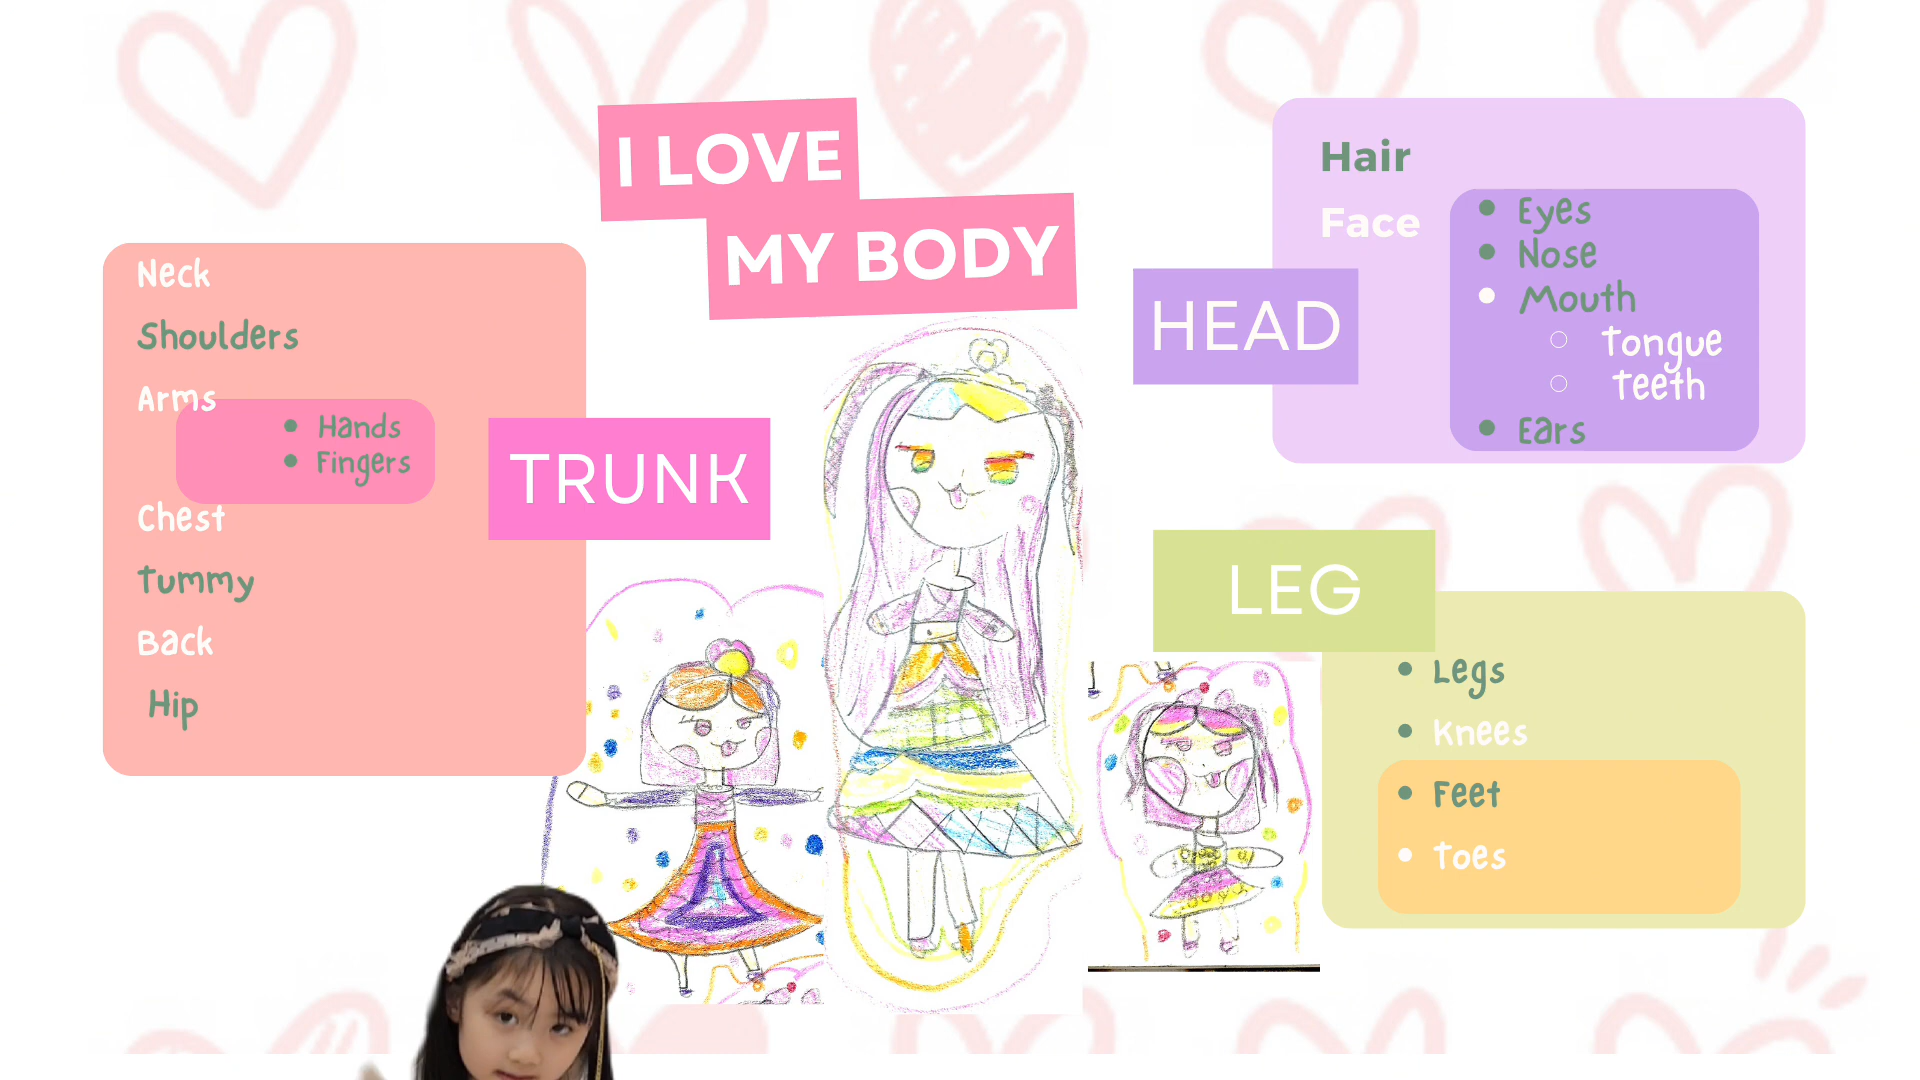 I LOVE
MY BODY
Neck
Shoulders
Arms
Hands
Fingers
Chest
Tummy
Back
Hip
TRUNK
HEAD
Hair
Face
Eyes
Nose
Mouth
Tongue
Teeth
Ears
LEG
Legs
Knees
Feet
Toes